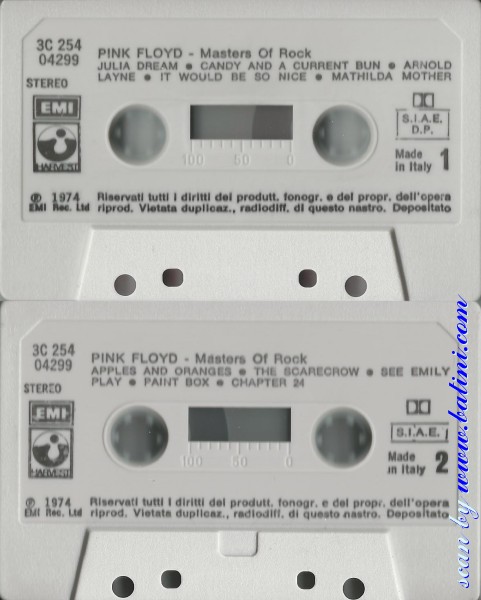 3C 254
04299
PINK FLOYD - Masters Of Rock
JULIA DREAM ● CANDY AND A CURRENT BUN ● ARNOLD
LAYNE ● IT WOULD BE SO NICE ● MATHILDA MOTHER
STEREO
EMI
HARVEST
100 50 0
S.I.A.E.
D.P.
Made
in Italy 1
Ⓟ 1974
EMI Rec. Ltd
Riservati tutti i diritti dei produtt. fonogr. e del propr. dell'opera
riprod. Vietata duplicaz., radiodiff. di questo nastro. Depositato
3C 254
04299
PINK FLOYD - Masters Of Rock
APPLES AND ORANGES ● THE SCARECROW ● SEE EMILY
PLAY ● PAINT BOX ● CHAPTER 24
STEREO
EMI
HARVEST
100 50 0
S.I.A.E.
Made
in Italy 2
Ⓟ 1974
EMI Rec. Ltd
Riservati tutti i diritti dei produtt. fonogr. e del propr. dell'opera
riprod. Vietata duplicaz., radiodiff. di questo nastro. Depositato
scan by www.batini.com